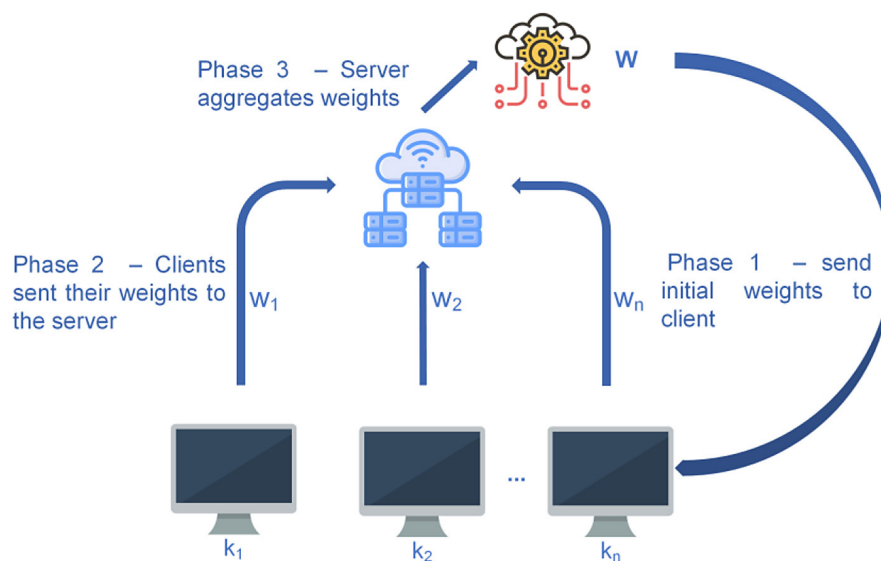 Phase 3 – Server
aggregates weights
w
Phase 2 – Clients
sent their weights to
the server
w₁
w₂
wₙ
Phase 1 – send
initial weights to
client
...
k₁
k₂
kₙ